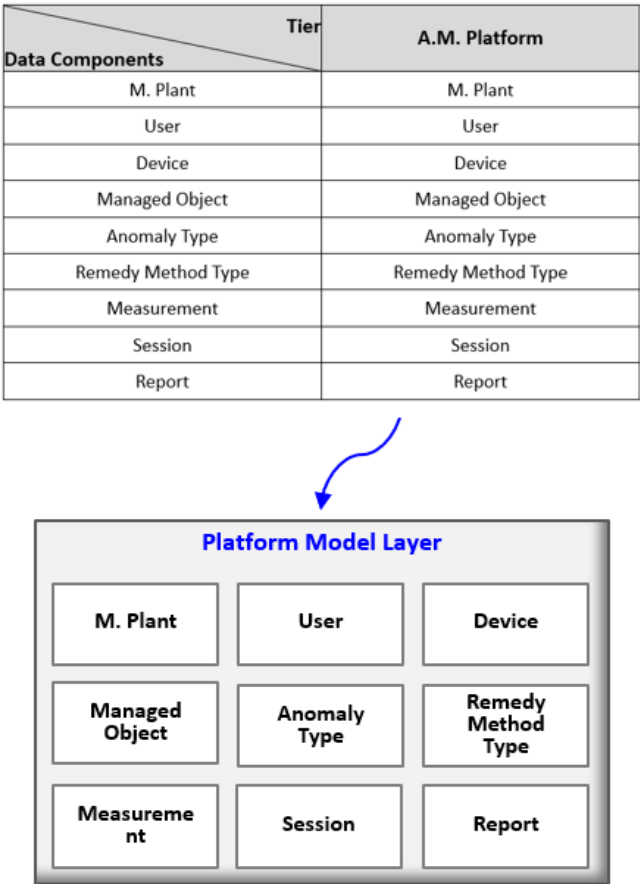 Tier
A.M. Platform
Data Components
M. Plant
M. Plant
User
User
Device
Device
Managed Object
Managed Object
Anomaly Type
Anomaly Type
Remedy Method Type
Remedy Method Type
Measurement
Measurement
Session
Session
Report
Report
Platform Model Layer
M. Plant
User
Device
Managed
Object
Anomaly
Type
Remedy
Method
Type
Measureme
nt
Session
Report